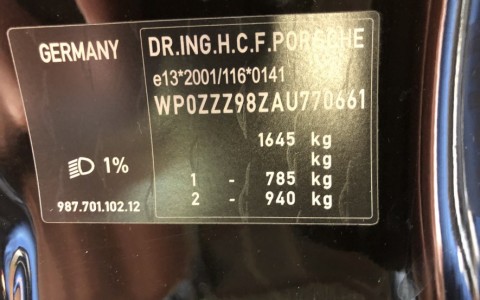 GERMANY
DR.ING.H.C.F.PORSCHE
e13*2001/116*0141
WP0ZZZ98ZAU770661
1645 kg
kg
1%
1 - 785 kg
2 - 940 kg
987.701.102.12